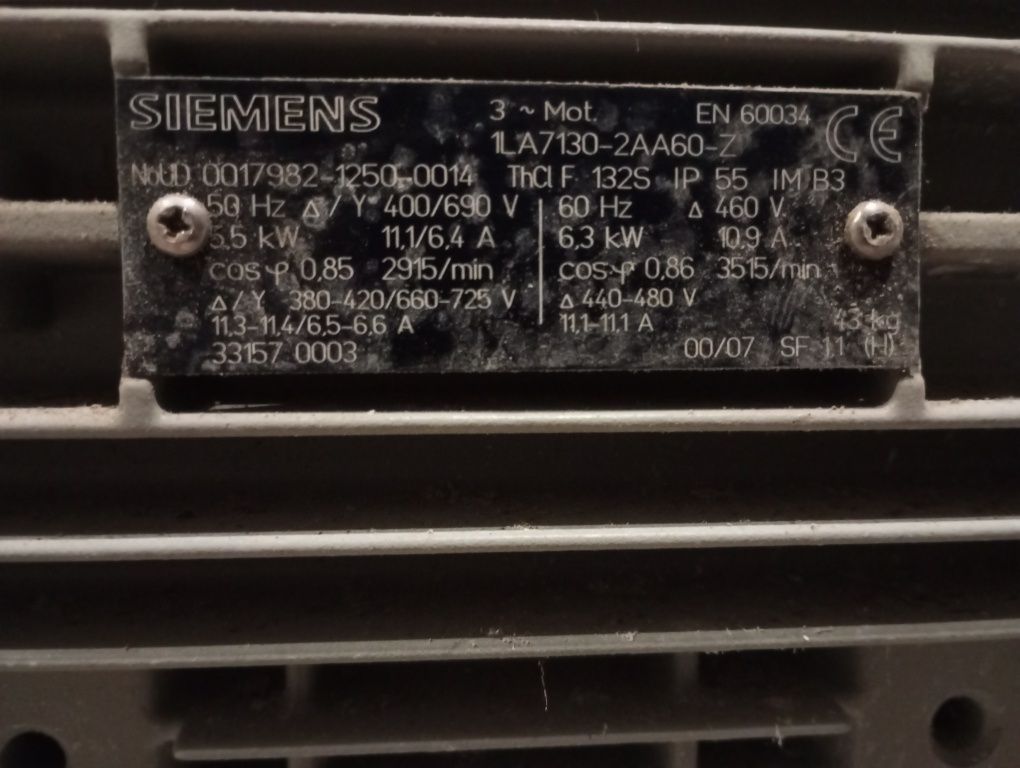 SIEMENS 3 ~ Mot. EN 60034 CE
1LA7130-2AA60-Z
No UD 0017982-1250-0014 ThCl F 132S IP 55 IM B3
50 Hz Δ/Y 400/690 V 60 Hz Δ 460 V
5,5 kW 11,1/6,4 A 6,3 kW 10,9 A
cos φ 0,85 2915/min cos φ 0,86 3515/min
Δ/Y 380-420/660-725 V Δ 440-480 V
11,3-11,4/6,5-6,6 A 11,1-11,1 A 43 kg
33157 0003 00/07 SF 1,1 (H)